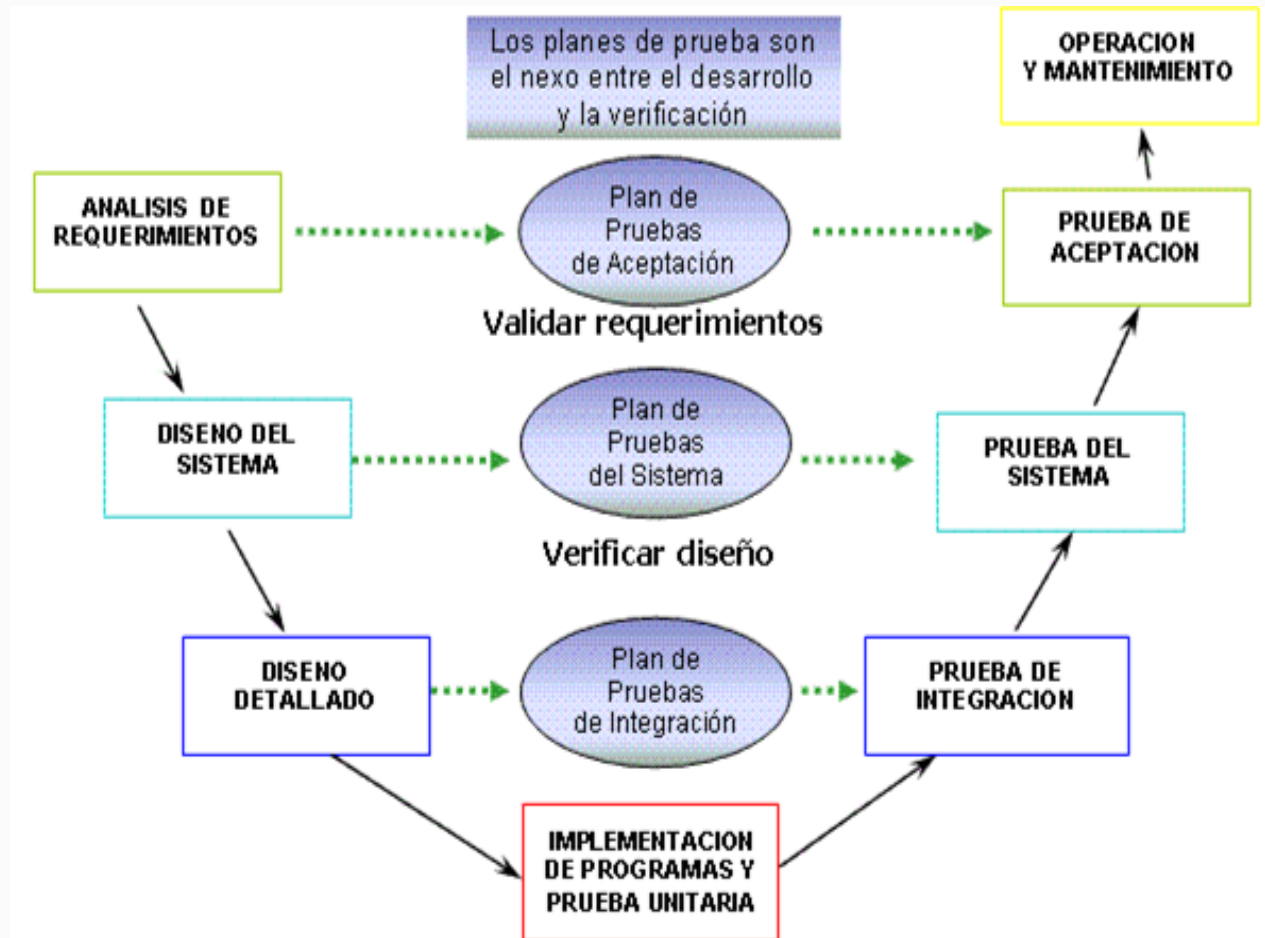 Los planes de prueba son
el nexo entre el desarrollo
y la verificación
OPERACION
Y MANTENIMIENTO
ANALISIS DE
REQUERIMIENTOS
Plan de
Pruebas
de Aceptación
PRUEBA DE
ACEPTACION
Validar requerimientos
DISENO DEL
SISTEMA
Plan de
Pruebas
del Sistema
PRUEBA DEL
SISTEMA
Verificar diseño
DISENO
DETALLADO
Plan de
Pruebas
de Integración
PRUEBA DE
INTEGRACION
IMPLEMENTACION
DE PROGRAMAS Y
PRUEBA UNITARIA